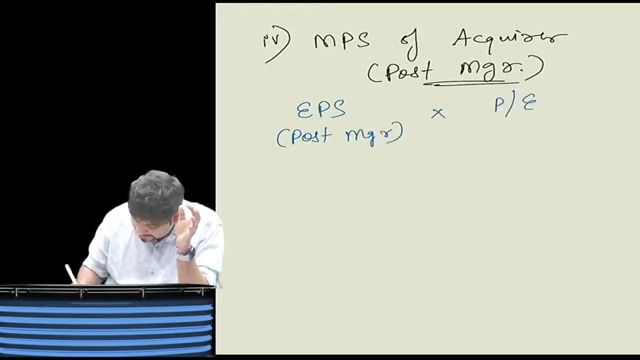 iv) MPS of Acquirer
(Post Mgr.)
EPS × P/E
(Post Mgr)